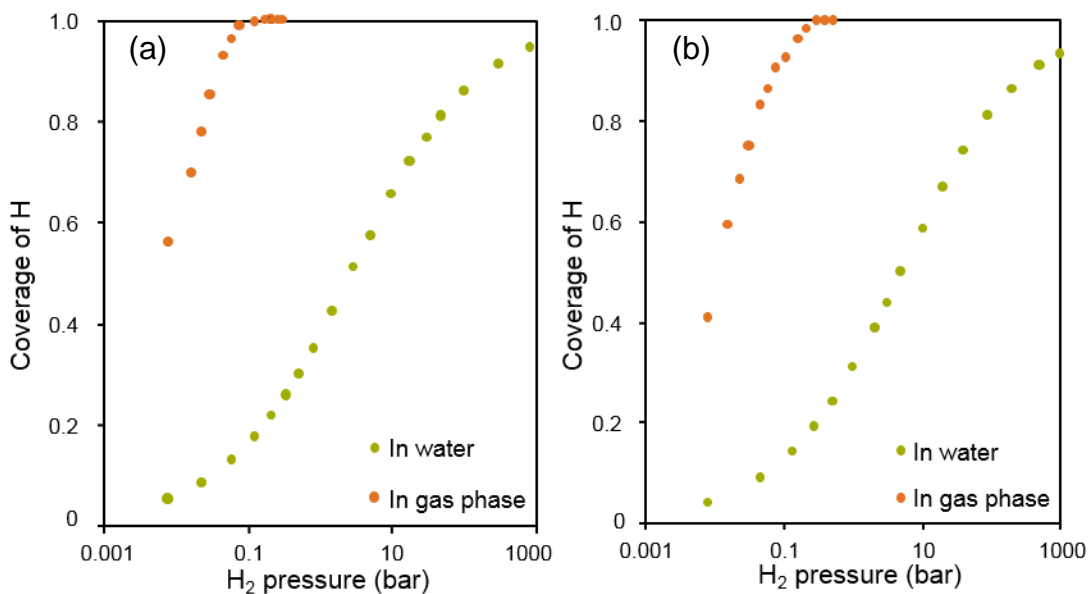 (a)
Coverage of H
1.0
0.8
0.6
0.4
0.2
0
In water
In gas phase
0.001
0.1
10
1000
H₂ pressure (bar)
(b)
Coverage of H
1.0
0.8
0.6
0.4
0.2
0
In water
In gas phase
0.001
0.1
10
1000
H₂ pressure (bar)